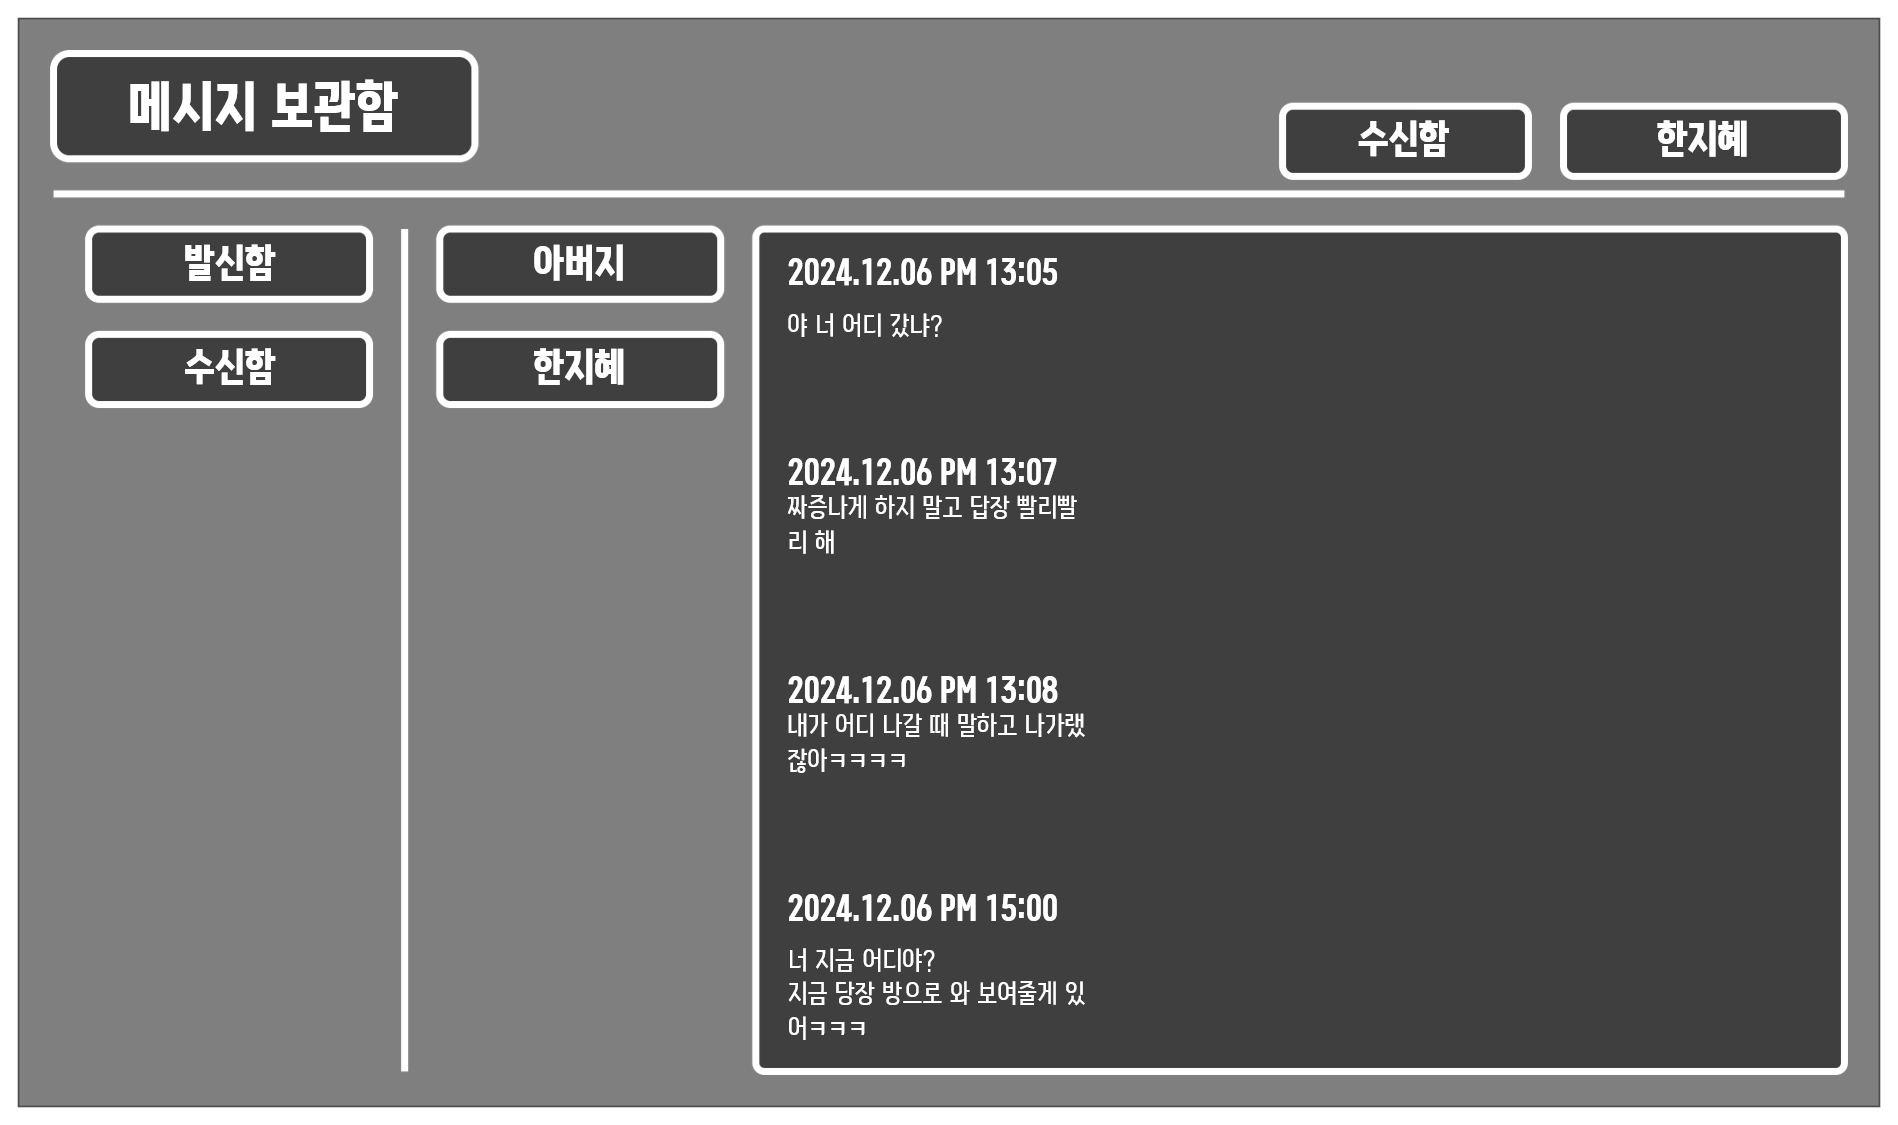 메시지 보관함
수신함
한지혜
발신함
수신함
아버지
한지혜
2024.12.06 PM 13:05
야 너 어디 갔냐?
2024.12.06 PM 13:07
짜증나게 하지 말고 답장 빨리빨
리 해
2024.12.06 PM 13:08
내가 어디 나갈 때 말하고 나가랬
잖아ㅋㅋㅋㅋ
2024.12.06 PM 15:00
너 지금 어디야?
지금 당장 방으로 와 보여줄게 있
어ㅋㅋㅋ